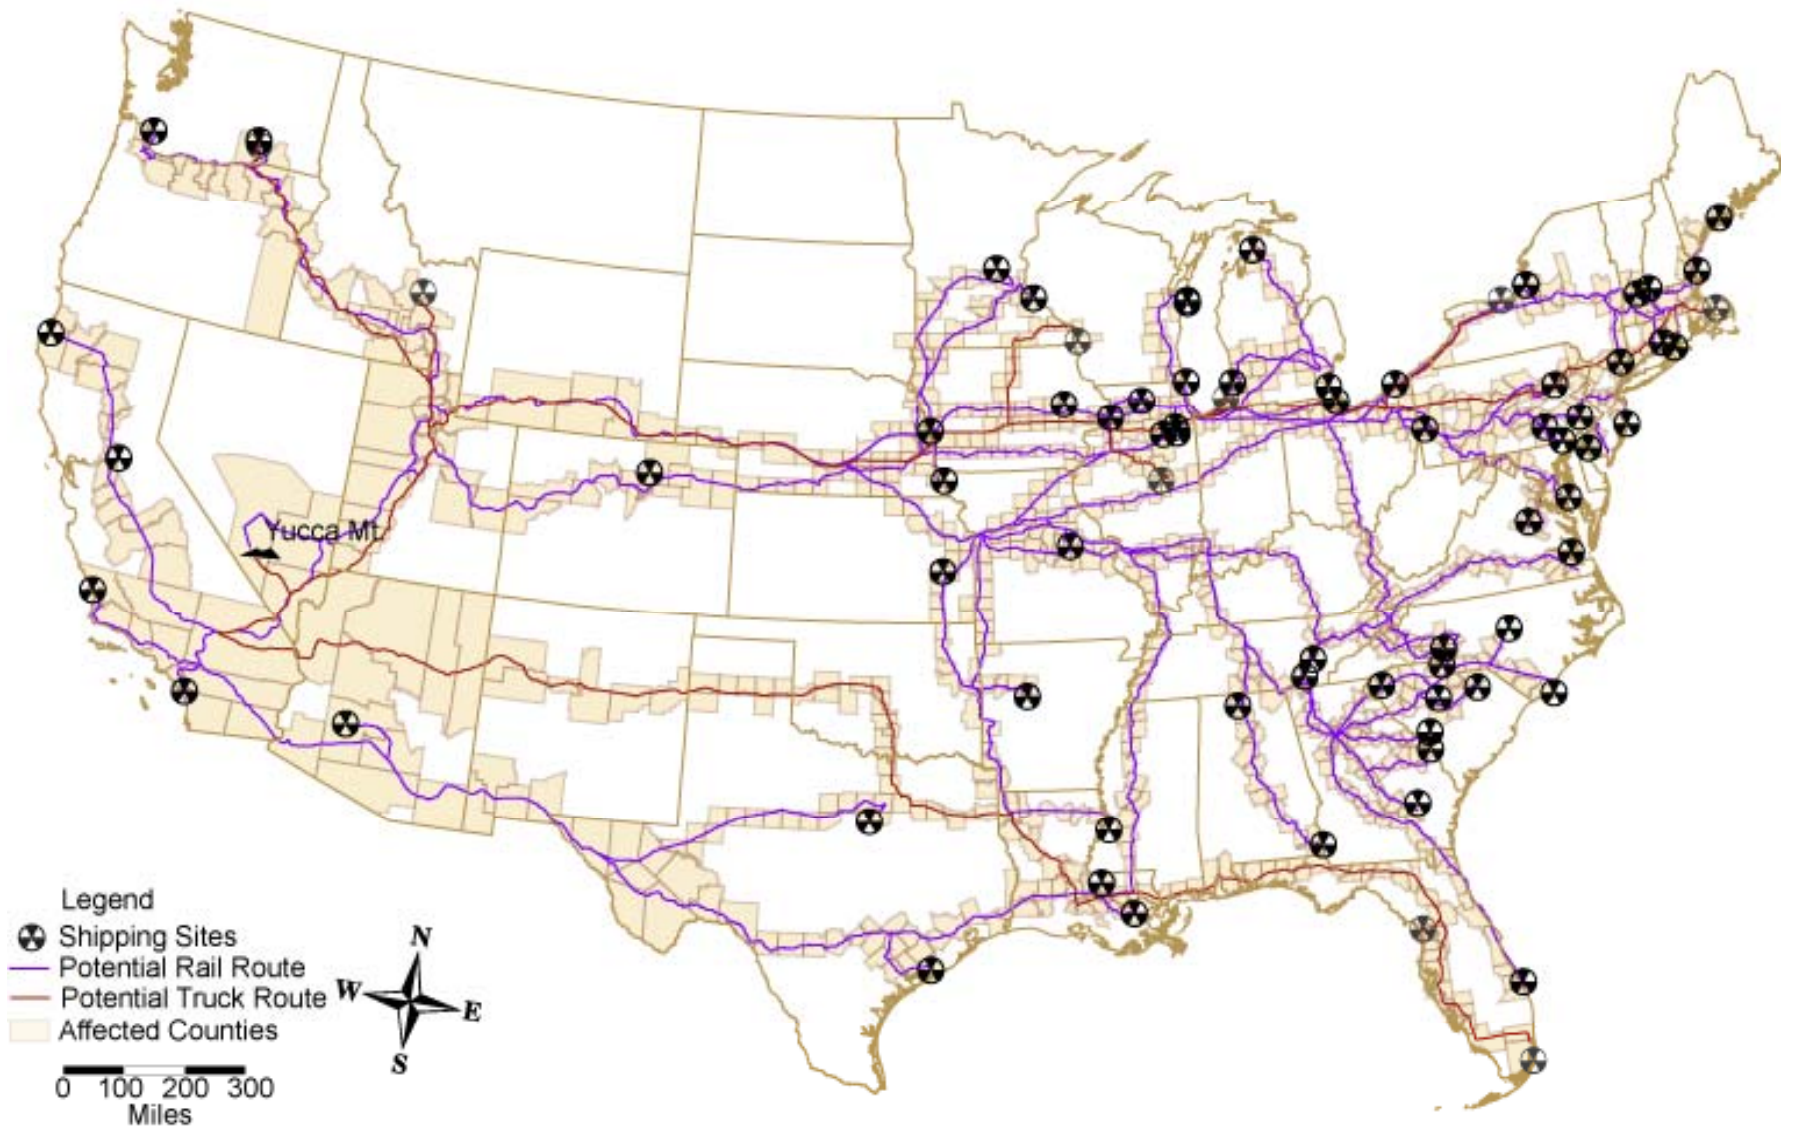 Yucca Mt.
Legend
Shipping Sites
Potential Rail Route
Potential Truck Route
Affected Counties
N
W
E
S
0 100 200 300
Miles